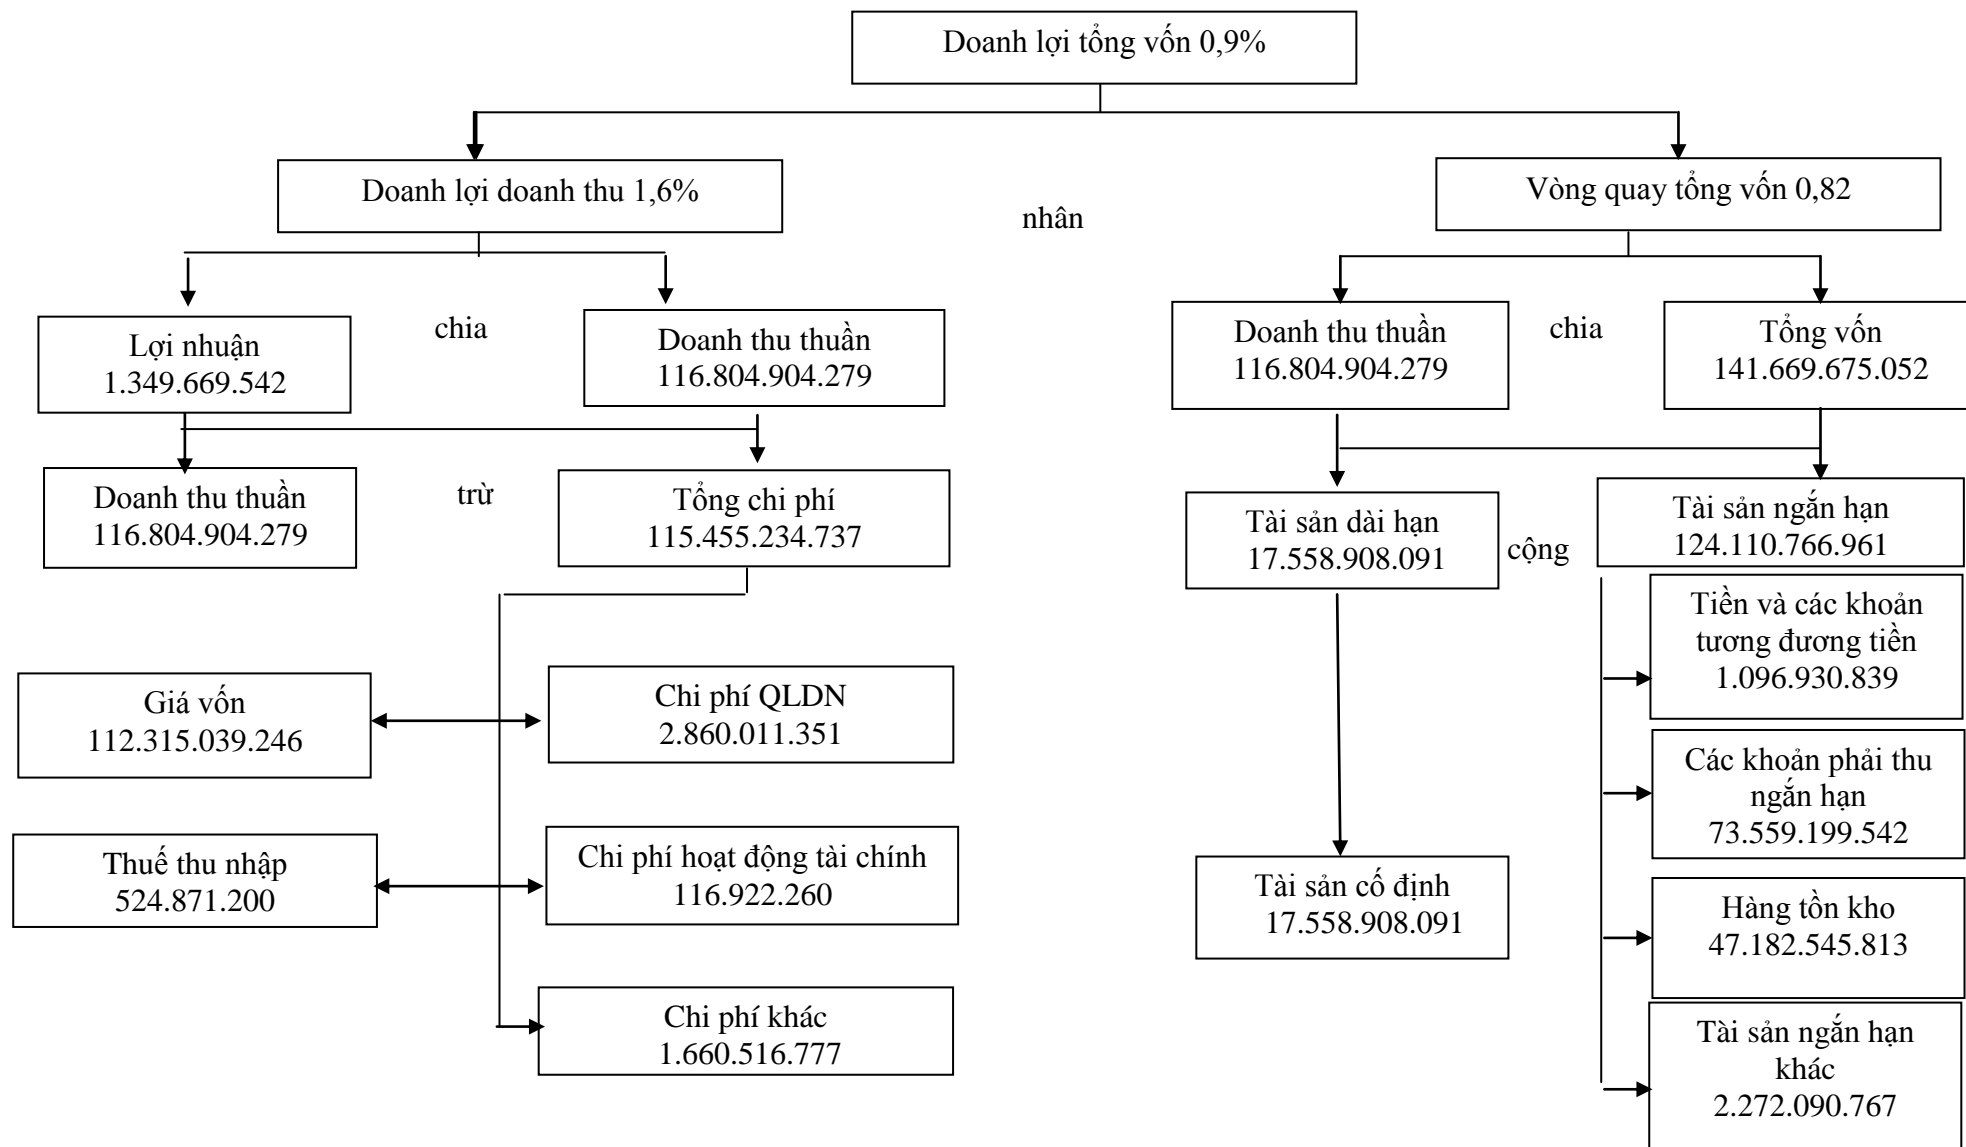 Doanh lợi tổng vốn 0,9%
Doanh lợi doanh thu 1,6%
nhân
Vòng quay tổng vốn 0,82
Lợi nhuận
1.349.669.542
chia
Doanh thu thuần
116.804.904.279
Doanh thu thuần
116.804.904.279
chia
Tổng vốn
141.669.675.052
Doanh thu thuần
116.804.904.279
trừ
Tổng chi phí
115.455.234.737
Tài sản dài hạn
17.558.908.091
cộng
Tài sản ngắn hạn
124.110.766.961
Tiền và các khoản
tương đương tiền
1.096.930.839
Giá vốn
112.315.039.246
Chi phí QLDN
2.860.011.351
Các khoản phải thu
ngắn hạn
73.559.199.542
Thuế thu nhập
524.871.200
Chi phí hoạt động tài chính
116.922.260
Tài sản cố định
17.558.908.091
Hàng tồn kho
47.182.545.813
Chi phí khác
1.660.516.777
Tài sản ngắn hạn
khác
2.272.090.767